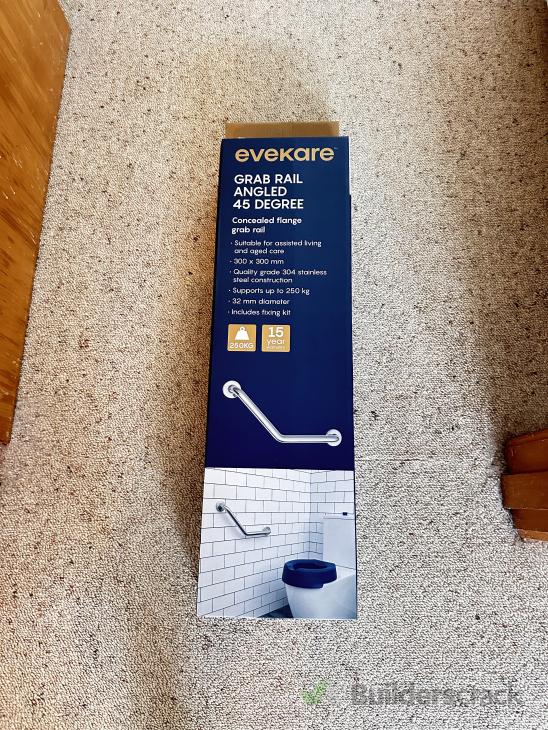 evekare
GRAB RAIL
ANGLED
45 DEGREE
Concealed flange
grab rail
· Suitable for assisted living
and aged care
· 300 x 300 mm
· Quality grade 304 stainless
steel construction
· Supports up to 250 kg
· 32 mm diameter
· Includes fixing kit
250KG
15
year
Builderscrack